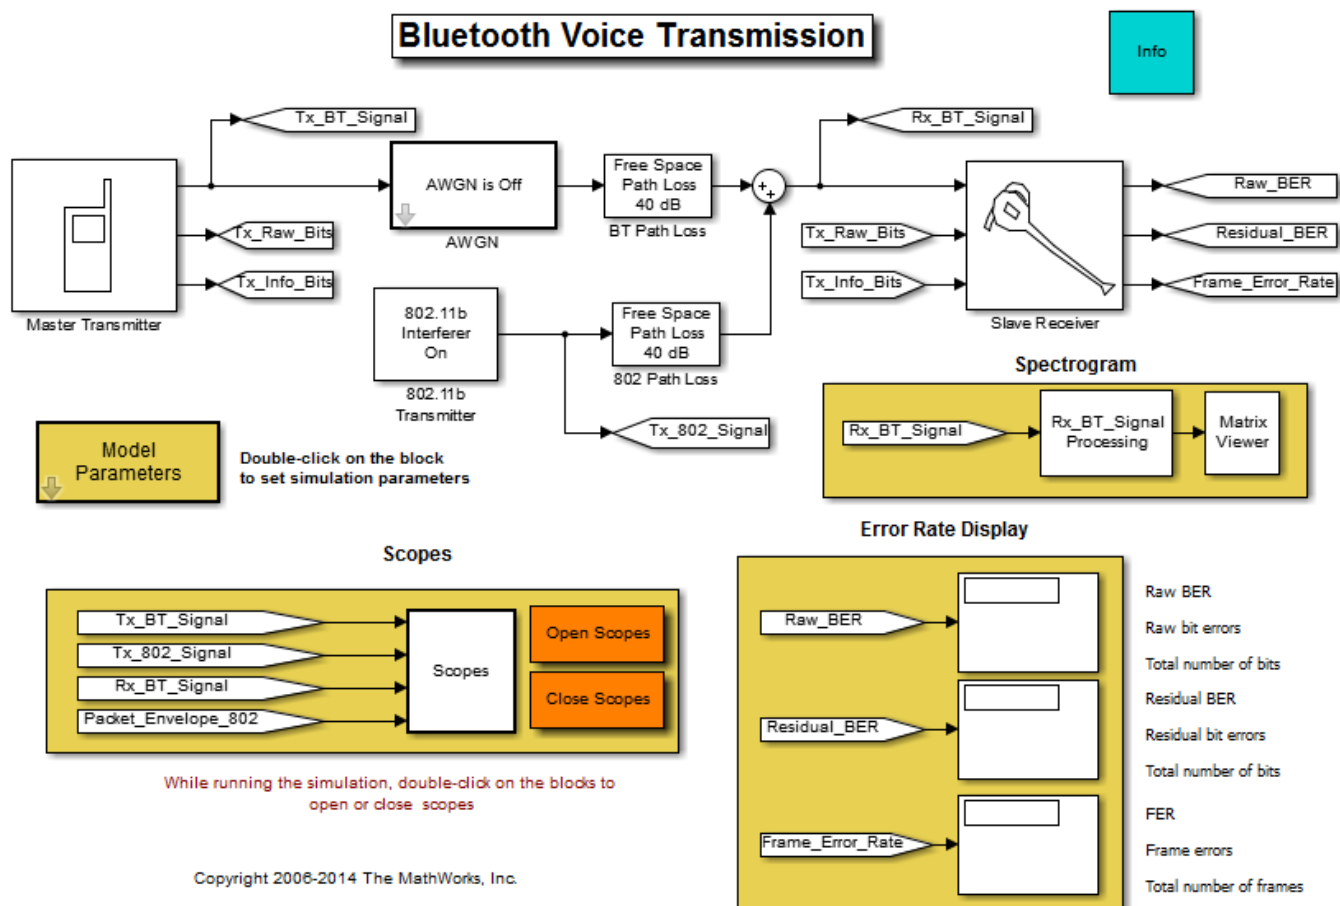 Bluetooth Voice Transmission
Info
Tx_BT_Signal
Rx_BT_Signal
AWGN is Off
AWGN
Free Space
Path Loss
40 dB
BT Path Loss
Tx_Raw_Bits
Tx_Info_Bits
Master Transmitter
Tx_Raw_Bits
Tx_Info_Bits
Raw_BER
Residual_BER
Frame_Error_Rate
Slave Receiver
802.11b
Interferer
On
802.11b
Transmitter
Free Space
Path Loss
40 dB
802 Path Loss
Tx_802_Signal
Spectrogram
Rx_BT_Signal
Rx_BT_Signal
Processing
Matrix
Viewer
Model
Parameters
Double-click on the block
to set simulation parameters
Scopes
Tx_BT_Signal
Tx_802_Signal
Rx_BT_Signal
Packet_Envelope_802
Scopes
Open Scopes
Close Scopes
While running the simulation, double-click on the blocks to
open or close scopes
Error Rate Display
Raw_BER
Raw BER
Raw bit errors
Total number of bits
Residual_BER
Residual BER
Residual bit errors
Total number of bits
Frame_Error_Rate
FER
Frame errors
Total number of frames
Copyright 2006-2014 The MathWorks, Inc.